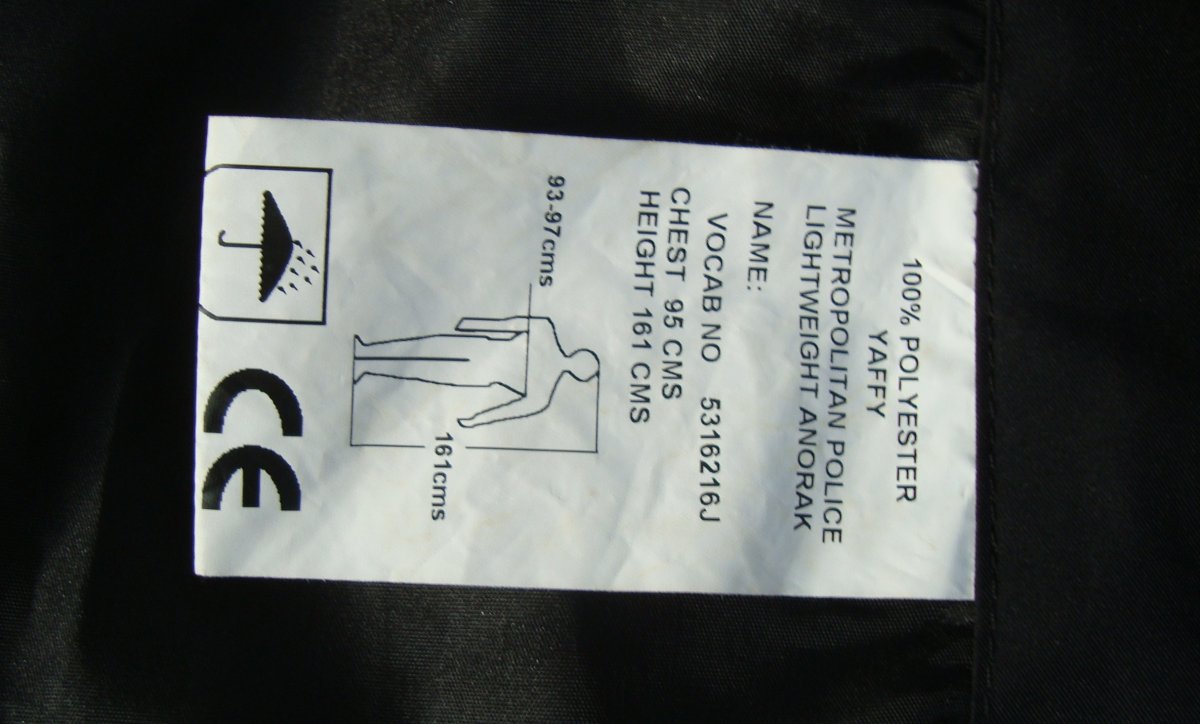 100% POLYESTER
YAFFY
METROPOLITAN POLICE
LIGHTWEIGHT ANORAK
NAME:
VOCAB NO 5316216J
CHEST 95 CMS
HEIGHT 161 CMS
93-97cms
161cms
CE